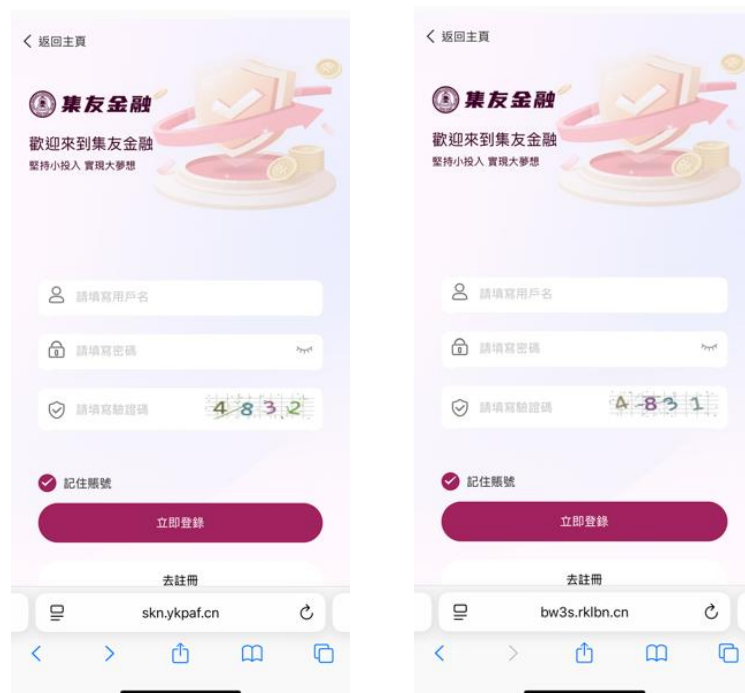 返回主頁
集友金融
歡迎來到集友金融
堅持小投入 實現大夢想
請填寫用戶名
請填寫密碼
請填寫驗證碼
4832
記住賬號
立即登錄
去註冊
skn.ykpaf.cn
返回主頁
集友金融
歡迎來到集友金融
堅持小投入 實現大夢想
請填寫用戶名
請填寫密碼
請填寫驗證碼
4831
記住賬號
立即登錄
去註冊
bw3s.rklbn.cn